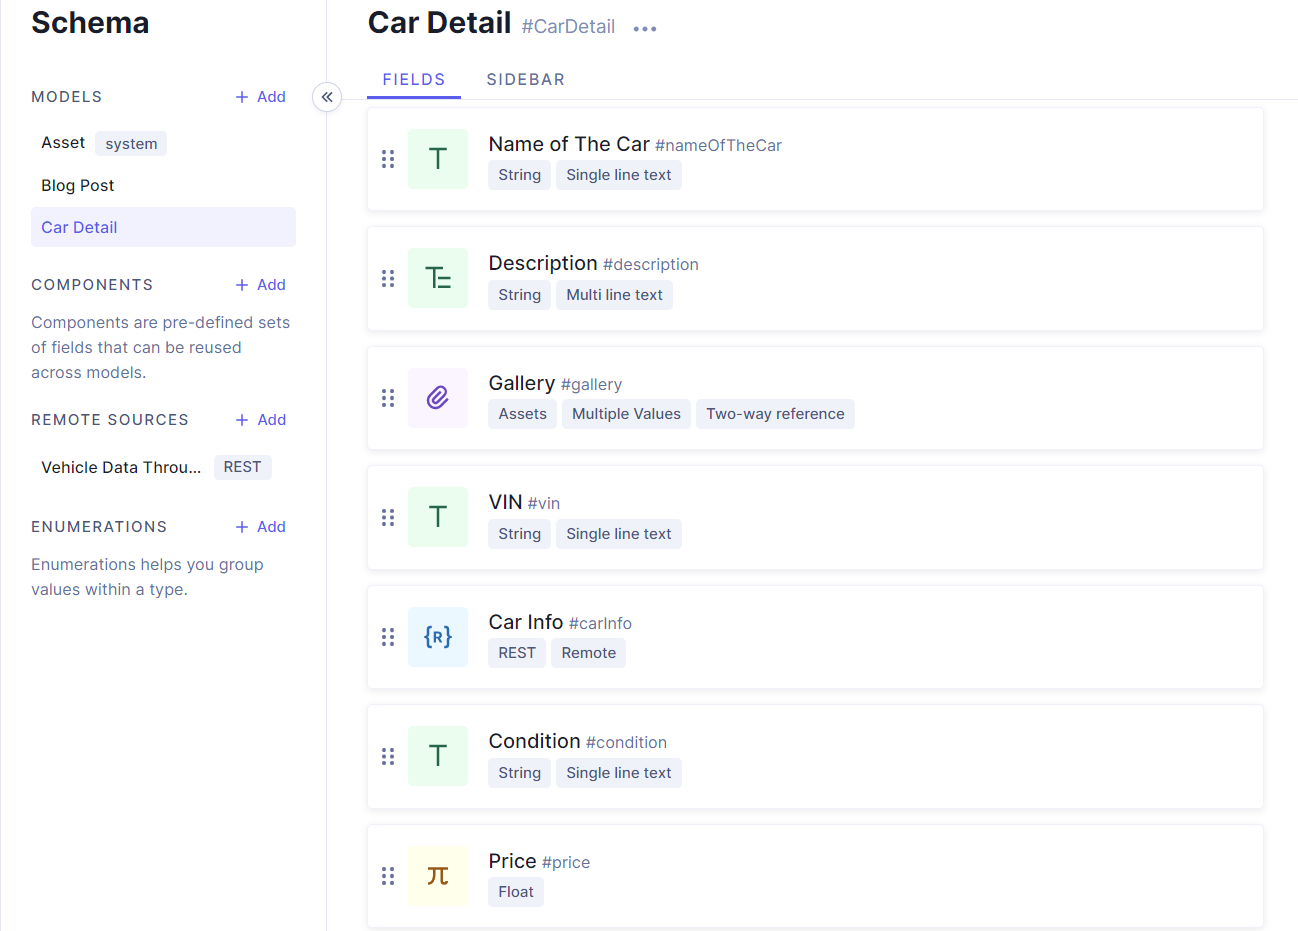 Schema
MODELS
+ Add
Asset system
Blog Post
Car Detail
COMPONENTS
+ Add
Components are pre-defined sets
of fields that can be reused
across models.
REMOTE SOURCES
+ Add
Vehicle Data Throu... REST
ENUMERATIONS
+ Add
Enumerations helps you group
values within a type.
Car Detail #CarDetail
FIELDS SIDEBAR
Name of The Car #nameOfTheCar
String Single line text
Description #description
String Multi line text
Gallery #gallery
Assets Multiple Values Two-way reference
VIN #vin
String Single line text
{R}
Car Info #carInfo
REST Remote
Condition #condition
String Single line text
π
Price #price
Float